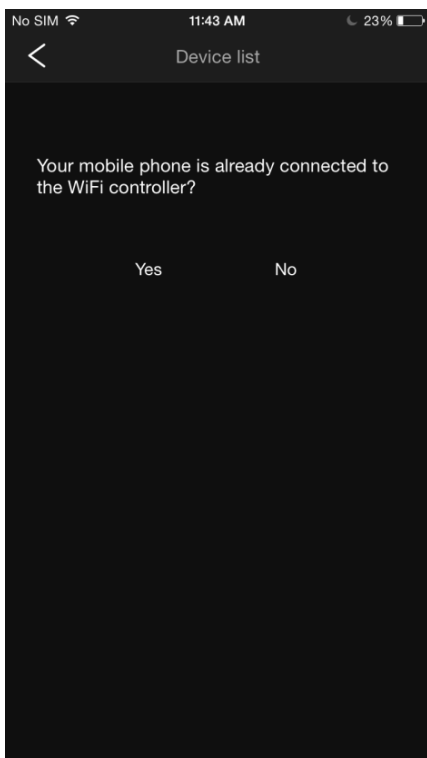 No SIM 11:43 AM 23%
Device list
Your mobile phone is already connected to
the WiFi controller?
Yes No